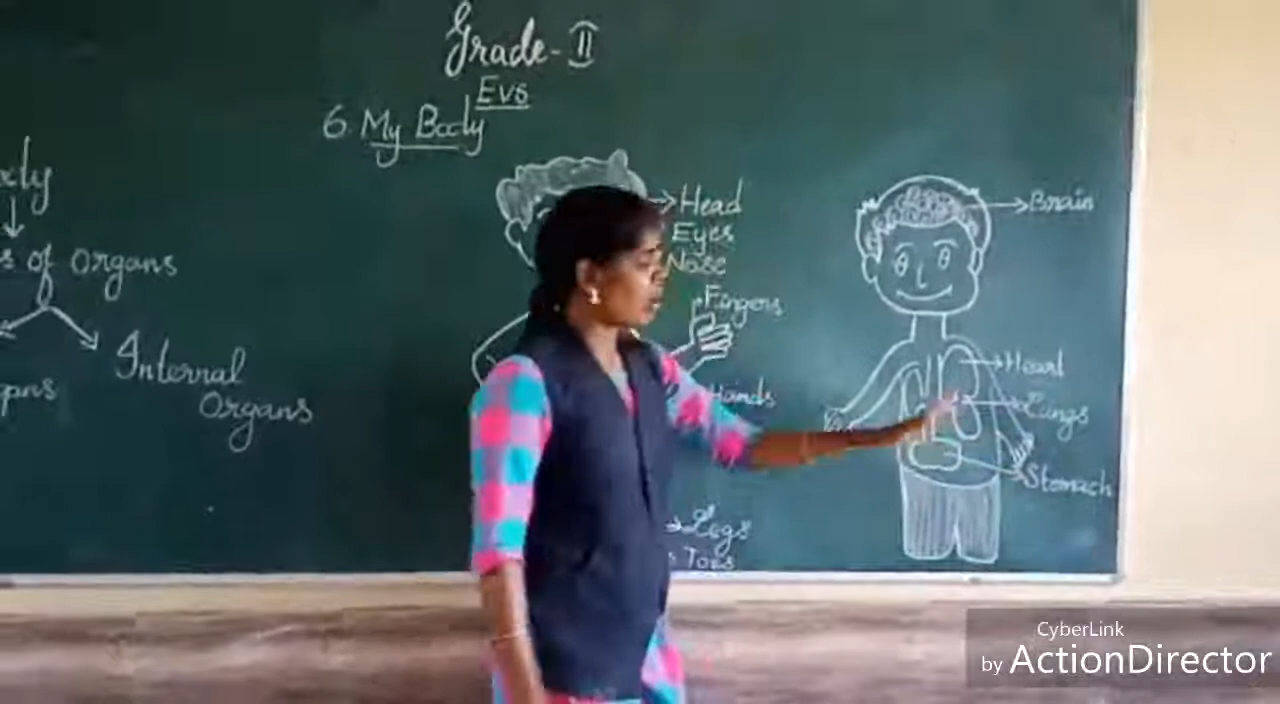 Grade - II
EVS
6. My Body
of Organs
Internal
Organs
Head
Eyes
Nose
Fingers
Hands
Legs
Toes
Brain
Heart
Lungs
Stomach
CyberLink
by ActionDirector